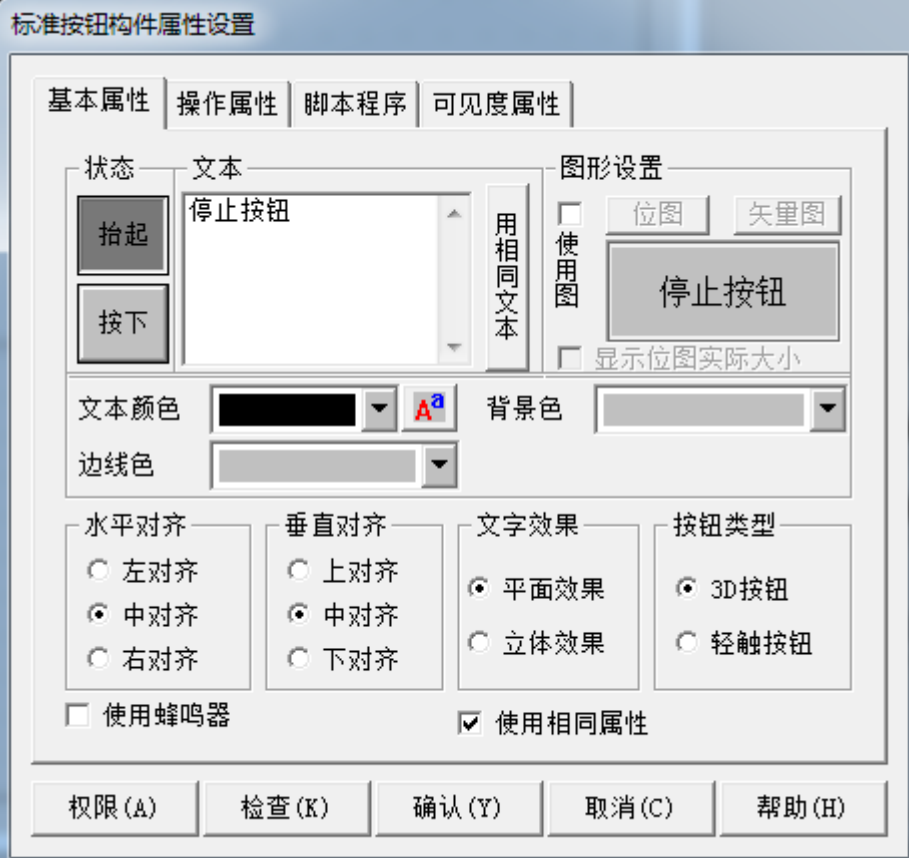 标准按钮构件属性设置
基本属性 操作属性 脚本程序 可见度属性
状态 文本 图形设置
抬起
按下
停止按钮
用相同文本
使用图
位图 矢量图
停止按钮
显示位图实际大小
文本颜色 Aa 背景色
边线色
水平对齐 垂直对齐 文字效果 按钮类型
左对齐 上对齐 平面效果 3D按钮
中对齐 中对齐 立体效果 轻触按钮
右对齐 下对齐
使用蜂鸣器 使用相同属性
权限(A) 检查(K) 确认(Y) 取消(C) 帮助(H)